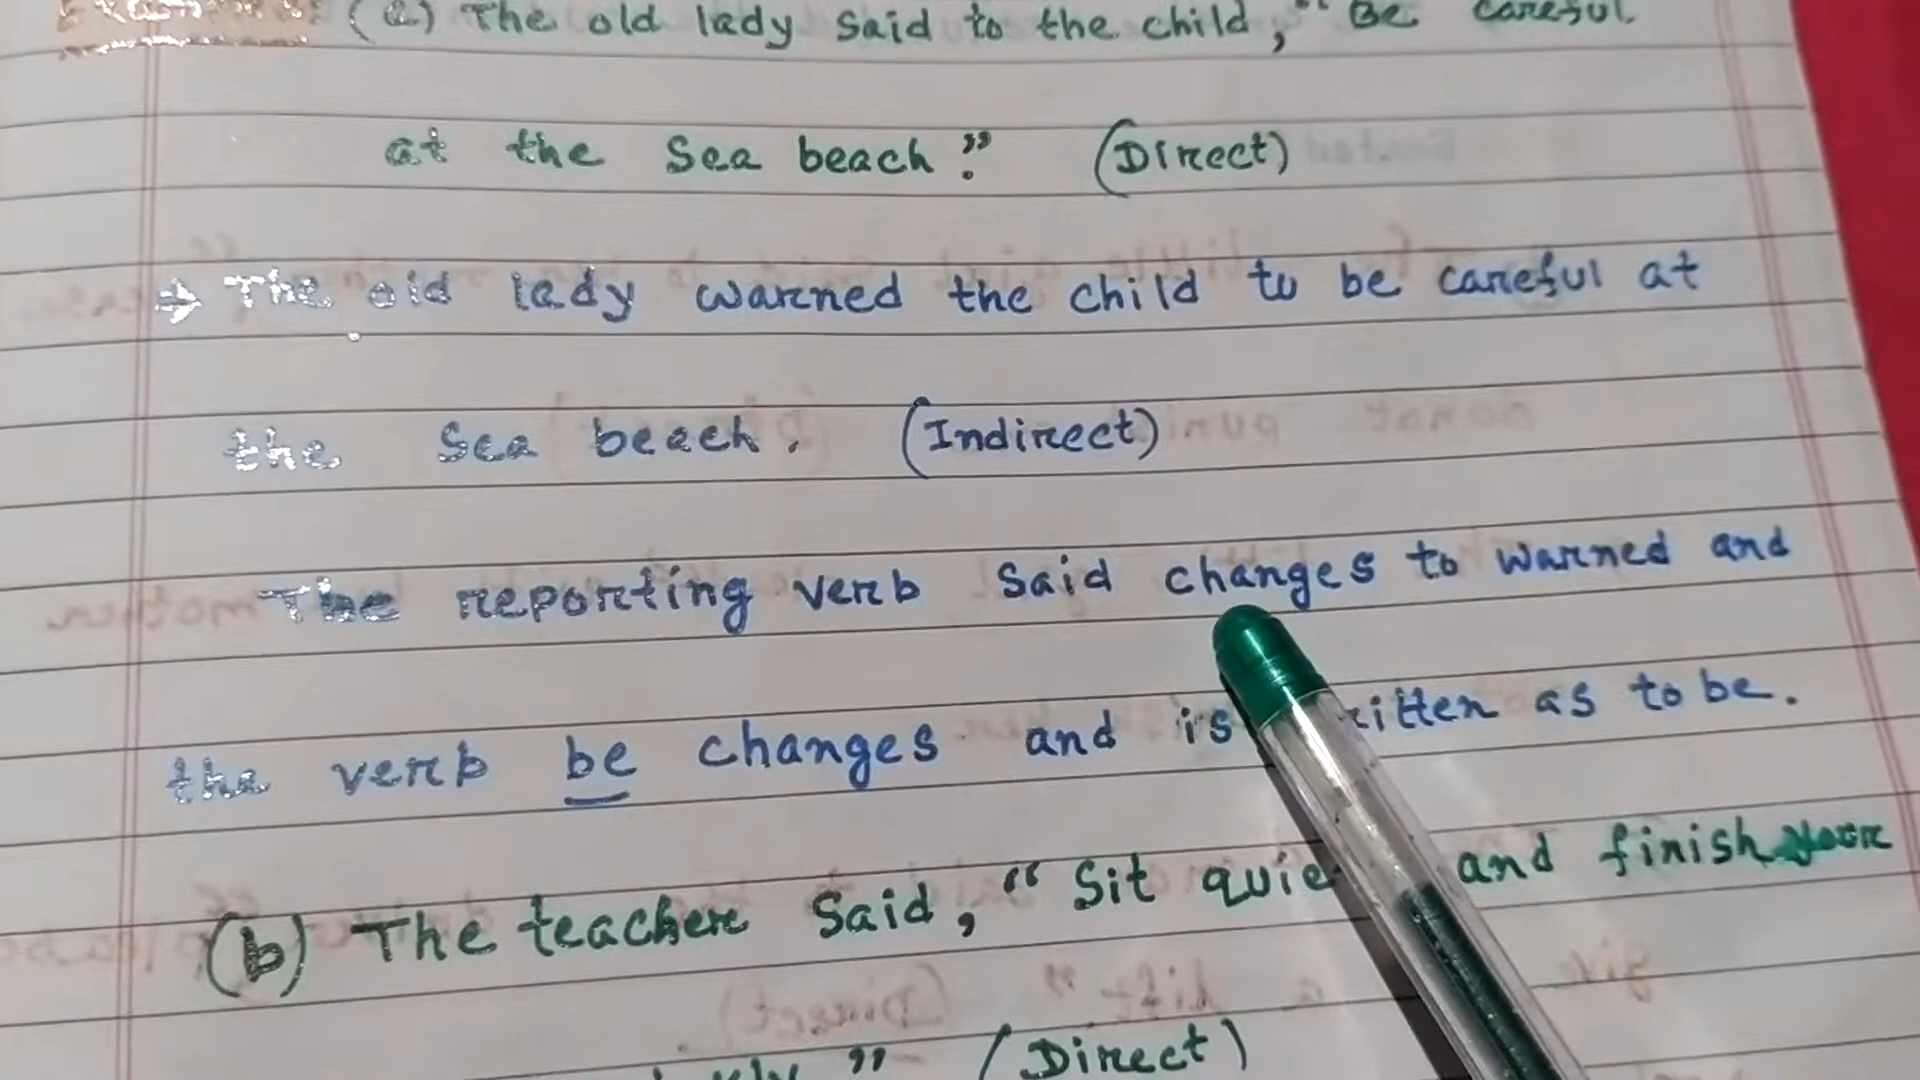 (a) The old lady said to the child, "Be careful
at the Sea beach." (Direct)
→ The old lady warned the child to be careful at
the Sea beach. (Indirect)
The reporting verb Said changes to warned and
the verb be changes and is written as to be.
(b) The teacher Said, "Sit and finish your
" (Direct)